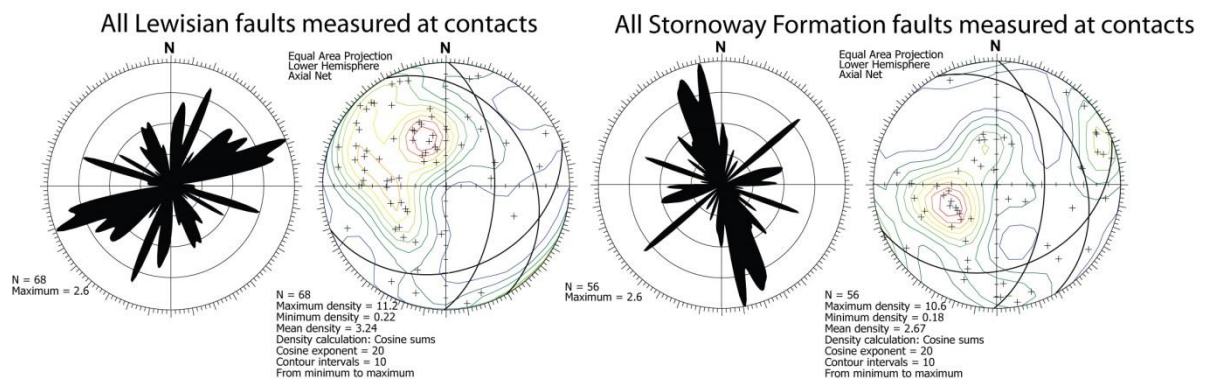 All Lewisian faults measured at contacts
N
Equal Area Projection
Lower Hemisphere
Axial Net
N = 68
Maximum = 2.6
N = 68
Maximum density = 11.2
Minimum density = 0.22
Mean density = 3.24
Density calculation: Cosine sums
Cosine exponent = 20
Contour intervals = 10
From minimum to maximum
All Stornoway Formation faults measured at contacts
N
Equal Area Projection
Lower Hemisphere
Axial Net
N = 56
Maximum = 2.6
N = 56
Maximum density = 10.6
Minimum density = 0.18
Mean density = 2.67
Density calculation: Cosine sums
Cosine exponent = 20
Contour intervals = 10
From minimum to maximum